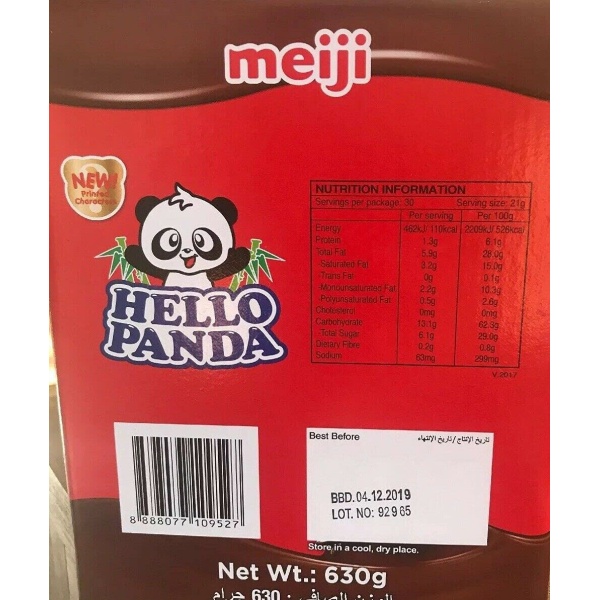 meiji
NEW!
Printed
Characters
HELLO
PANDA
NUTRITION INFORMATION
Servings per package: 30 Serving size: 21g
Per serving Per 100g
Energy 462kJ/ 110kcal 2209kJ/ 526kcal
Protein 1.3g 6.1g
Total Fat 5.9g 28.0g
-Saturated Fat 3.2g 15.0g
-Trans Fat 0g 0.1g
-Monounsaturated Fat 2.2g 10.3g
-Polyunsaturated Fat 0.5g 2.6g
Cholesterol 0mg 0mg
Carbohydrate 13.1g 62.3g
-Total Sugar 6.1g 29.0g
Dietary Fibre 0.2g 0.8g
Sodium 63mg 299mg
V.2017
Best Before تاريخ الإنتاج / تاريخ الإنتهاء
BBD.04.12.2019
LOT. NO: 92965
8 888077 109527
Store in a cool, dry place.
Net Wt.: 630g
الوزن الصافي : 630 جرام